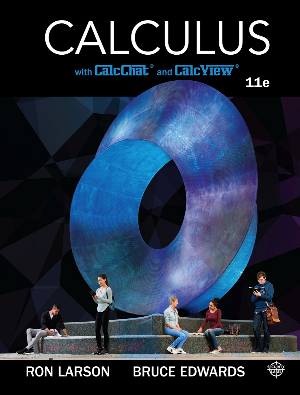 CALCULUS
with CalcChat® and CalcView®
11e
RON LARSON BRUCE EDWARDS